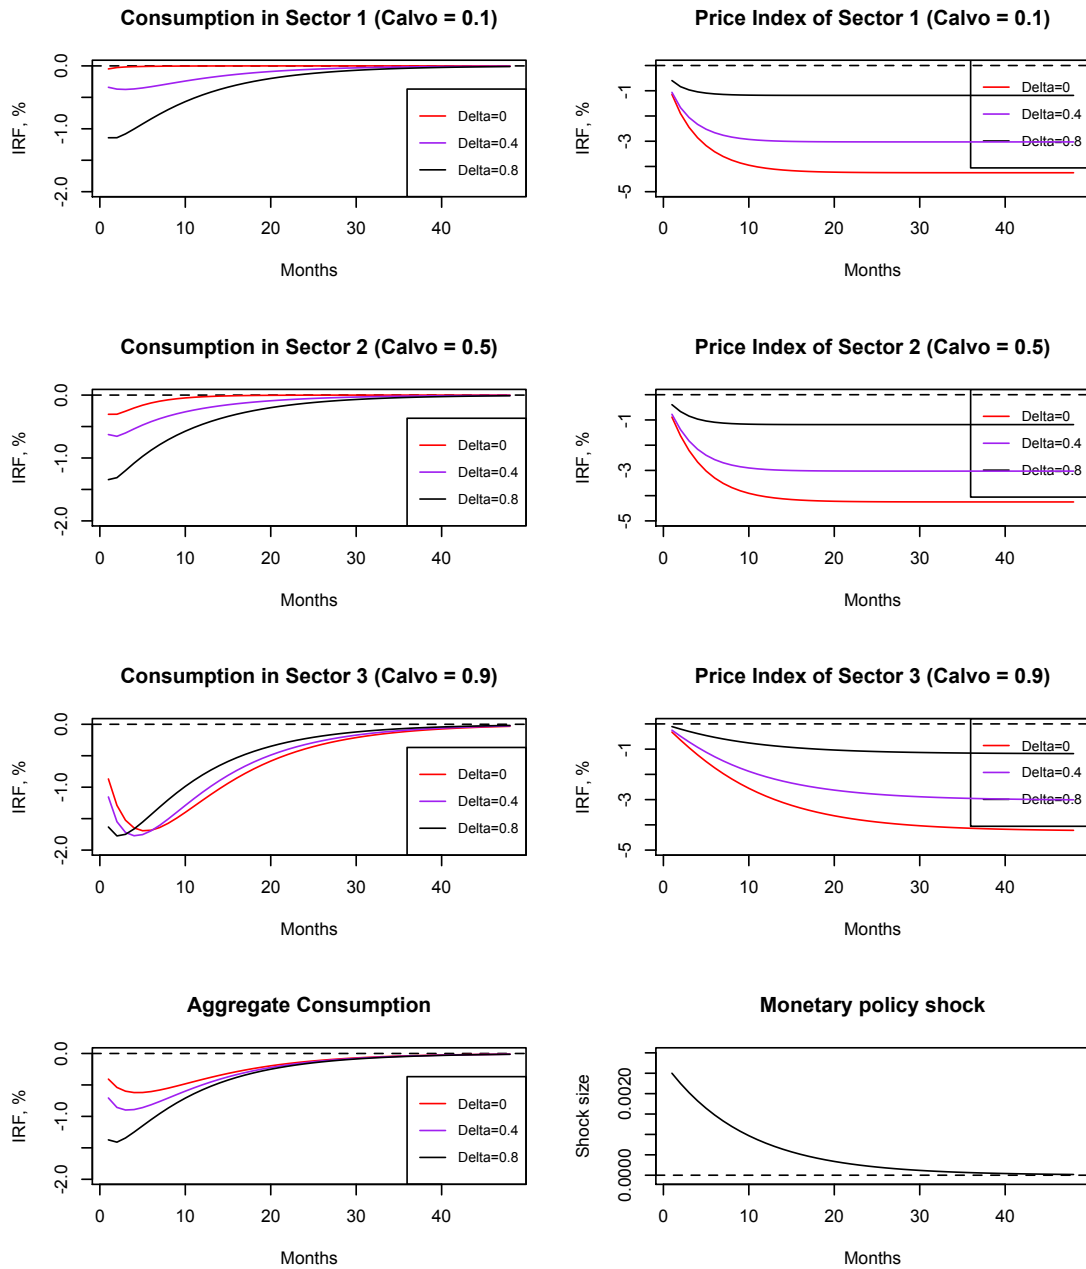 Consumption in Sector 1 (Calvo = 0.1)
IRF, %
0.0
-1.0
-2.0
Delta=0
Delta=0.4
Delta=0.8
0 10 20 30 40
Months
Price Index of Sector 1 (Calvo = 0.1)
IRF, %
-1
-3
-5
Delta=0
Delta=0.4
Delta=0.8
0 10 20 30 40
Months
Consumption in Sector 2 (Calvo = 0.5)
IRF, %
0.0
-1.0
-2.0
Delta=0
Delta=0.4
Delta=0.8
0 10 20 30 40
Months
Price Index of Sector 2 (Calvo = 0.5)
IRF, %
-1
-3
-5
Delta=0
Delta=0.4
Delta=0.8
0 10 20 30 40
Months
Consumption in Sector 3 (Calvo = 0.9)
IRF, %
0.0
-1.0
-2.0
Delta=0
Delta=0.4
Delta=0.8
0 10 20 30 40
Months
Price Index of Sector 3 (Calvo = 0.9)
IRF, %
-1
-3
-5
Delta=0
Delta=0.4
Delta=0.8
0 10 20 30 40
Months
Aggregate Consumption
IRF, %
0.0
-1.0
-2.0
Delta=0
Delta=0.4
Delta=0.8
0 10 20 30 40
Months
Monetary policy shock
Shock size
0.0020
0.0000
0 10 20 30 40
Months